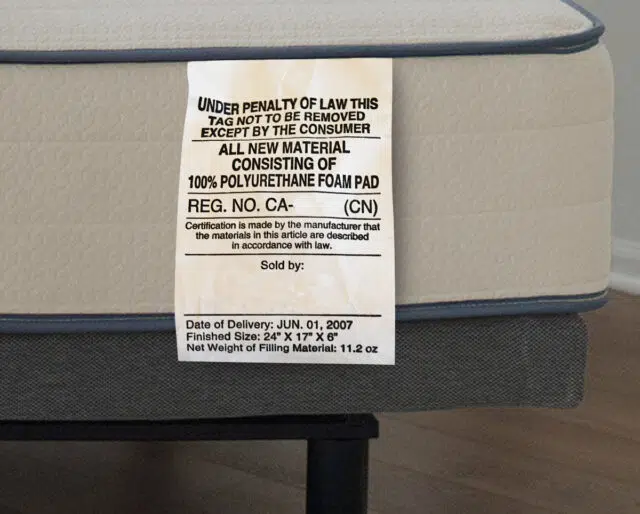 UNDER PENALTY OF LAW THIS
TAG NOT TO BE REMOVED
EXCEPT BY THE CONSUMER
ALL NEW MATERIAL
CONSISTING OF
100% POLYURETHANE FOAM PAD
REG. NO. CA- (CN)
Certification is made by the manufacturer that
the materials in this article are described
in accordance with law.
Sold by:
Date of Delivery: JUN. 01, 2007
Finished Size: 24" X 17" X 6"
Net Weight of Filling Material: 11.2 oz